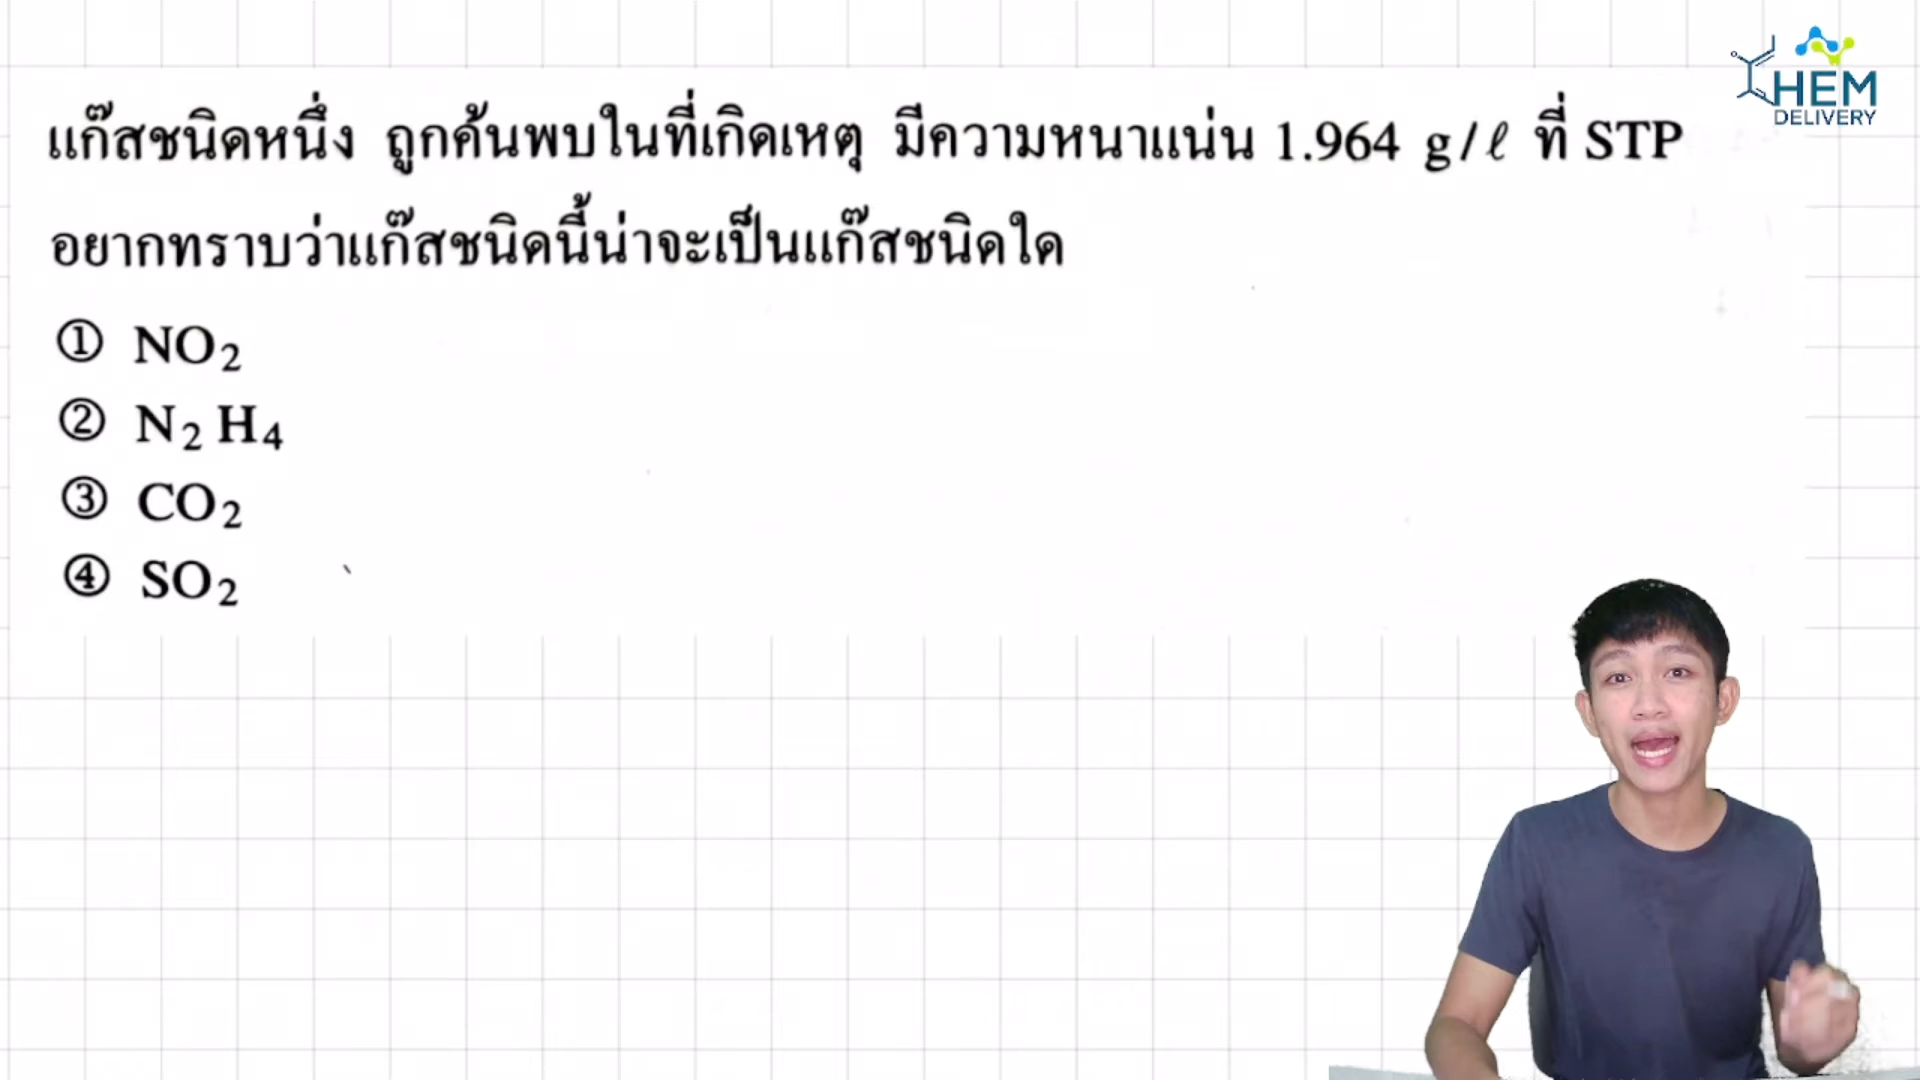 CHEM
DELIVERY
แก๊สชนิดหนึ่ง ถูกค้นพบในที่เกิดเหตุ มีความหนาแน่น 1.964 g/ℓ ที่ STP
อยากทราบว่าแก๊สชนิดนี้น่าจะเป็นแก๊สชนิดใด
① NO₂
② N₂H₄
③ CO₂
④ SO₂